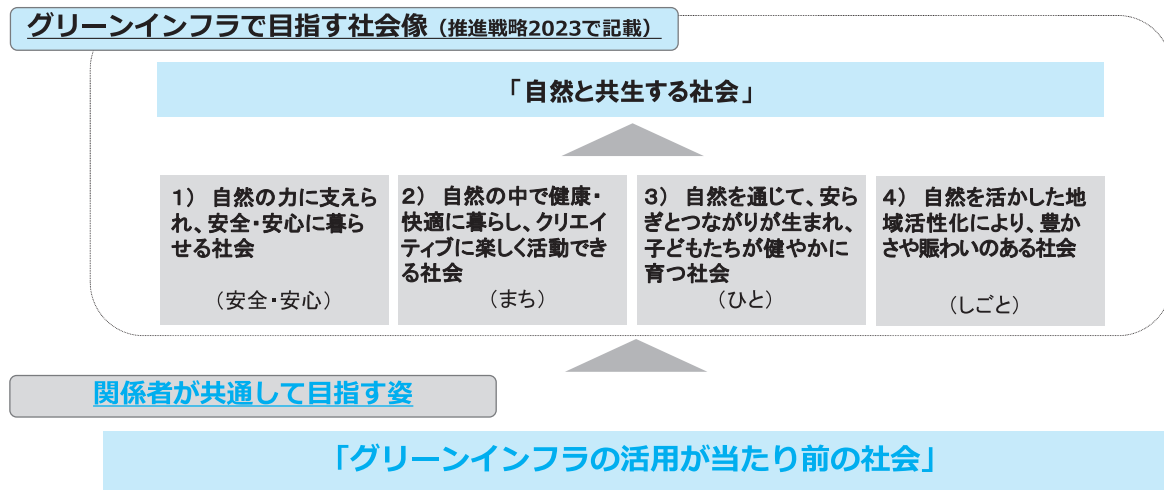 グリーンインフラで目指す社会像（推進戦略2023で記載）
「自然と共生する社会」
１） 自然の力に支えら
れ、安全・安心に暮ら
せる社会
（安全・安心）
２） 自然の中で健康・
快適に暮らし、クリエイ
ティブに楽しく活動でき
る社会
（まち）
３） 自然を通じて、安ら
ぎとつながりが生まれ、
子どもたちが健やかに
育つ社会
（ひと）
４） 自然を活かした地
域活性化により、豊か
さや賑わいのある社会
（しごと）
関係者が共通して目指す姿
「グリーンインフラの活用が当たり前の社会」